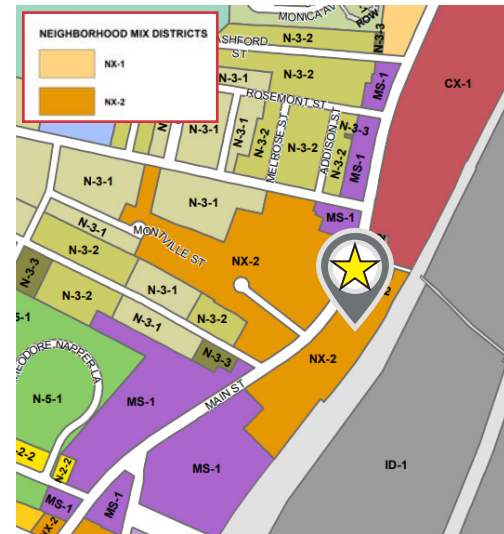 MONICA AV
ROW
N-3-3
ASHFORD
ST
N-3-2
NEIGHBORHOOD MIX DISTRICTS
NX-1
NX-2
N-3-1
N-3-2
MS-1
CX-1
ROSEMONT ST
N-3-1
N-3-1
N-3-2
MELROSE ST
N-3-2
ADDISON ST
N-3-3
N-3-2
MS-1
N-3-1
N-3-1
MS-1
N-3-1
MONTVILLE ST
NX-2
N-3-2
N-3-3
N-3-2
N-3-1
N-3-2
N-3-1
N-3-3
NX-2
MAIN ST
THEODORE NAPPER LA
N-5-1
MS-1
MS-1
ID-1
N-2-2
MS-1
MS-1
NX-2